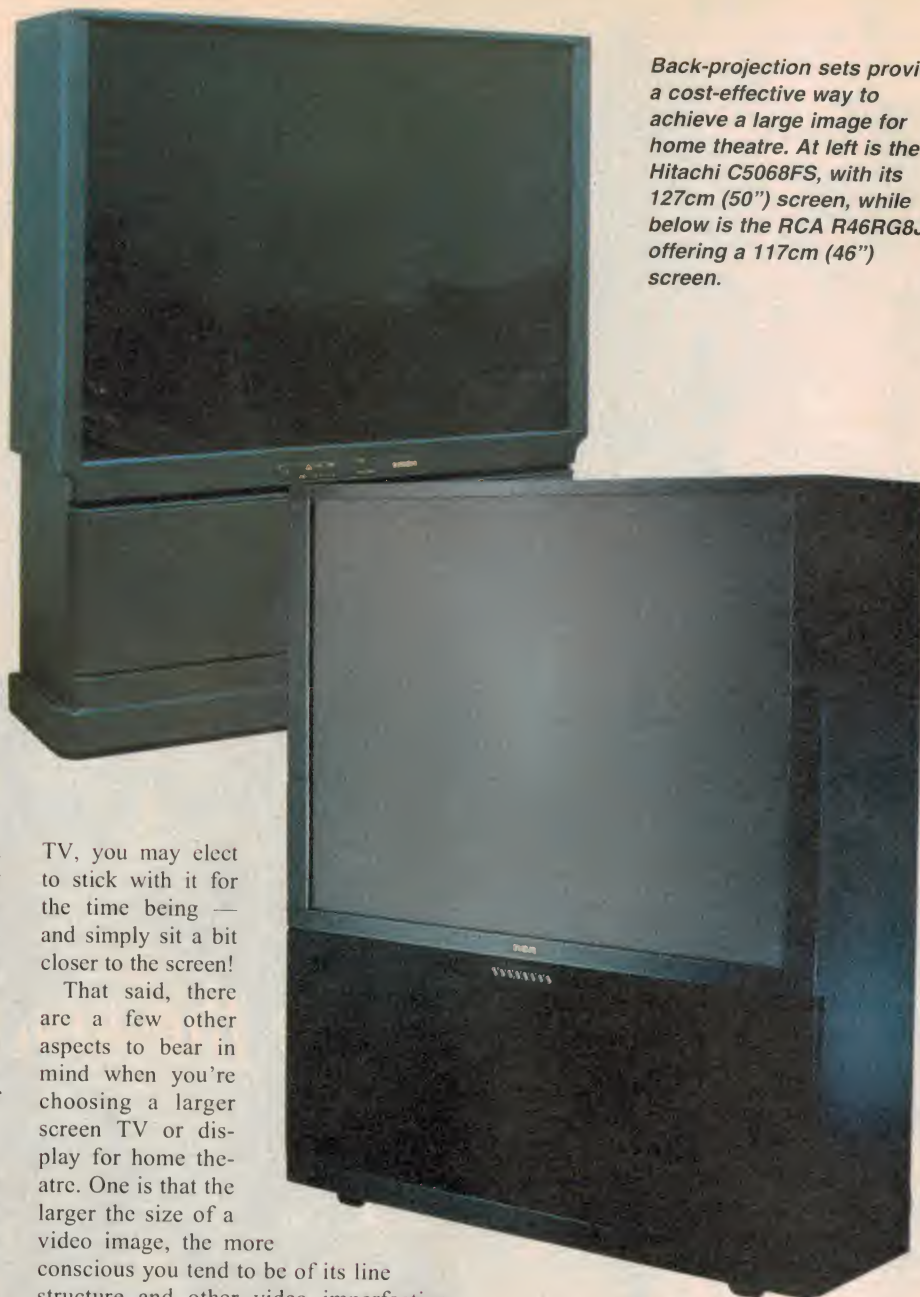 Back-projection sets provi
a cost-effective way to
achieve a large image for
home theatre. At left is the
Hitachi C5068FS, with its
127cm (50") screen, while
below is the RCA R46RG8J
offering a 117cm (46")
screen.
TV, you may elect
to stick with it for
the time being —
and simply sit a bit
closer to the screen!
That said, there
are a few other
aspects to bear in
mind when you're
choosing a larger
screen TV or dis-
play for home the-
atre. One is that the
larger the size of a
video image, the more
conscious you tend to be of its line
structure and other video imperfecti
RCA